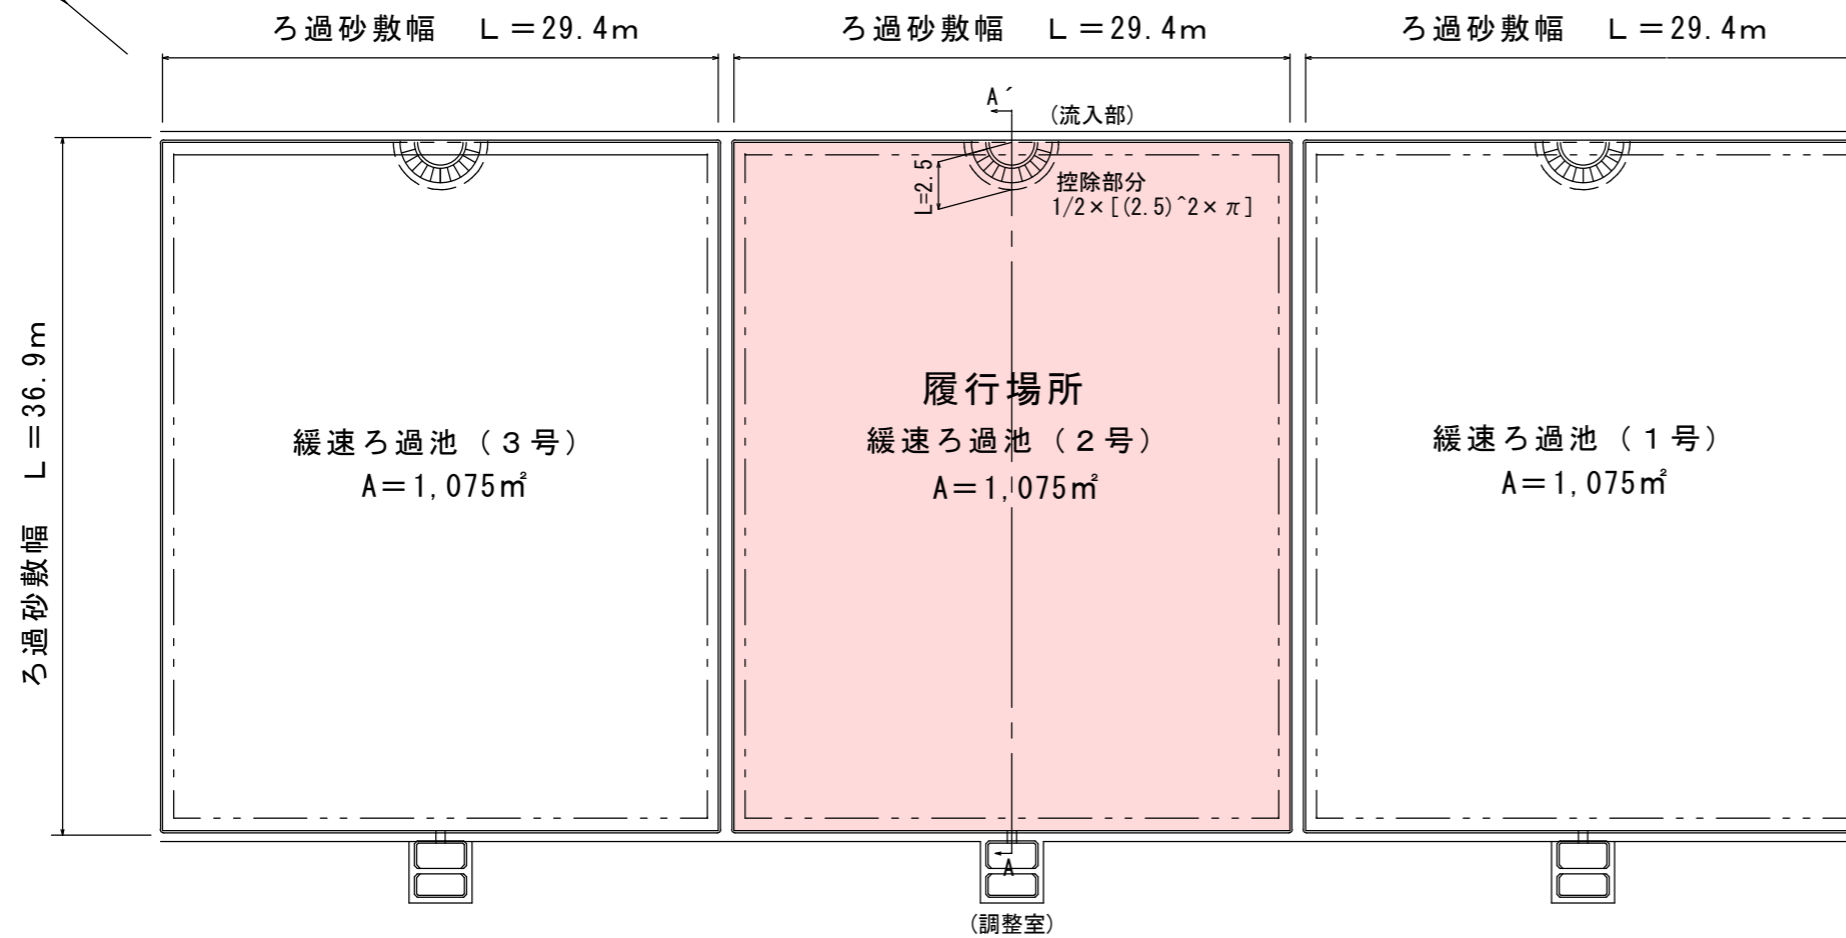 ろ過砂敷幅　Ｌ＝29.4ｍ
ろ過砂敷幅　Ｌ＝29.4ｍ
ろ過砂敷幅　Ｌ＝29.4ｍ
A´
(流入部)
L=2.5
控除部分
1/2×[(2.5)^2×π]
ろ過砂敷幅　Ｌ＝36.9ｍ
緩速ろ過池（３号）
A＝1,075㎡
履行場所
緩速ろ過池（２号）
A＝1,075㎡
緩速ろ過池（１号）
A＝1,075㎡
A
(調整室)